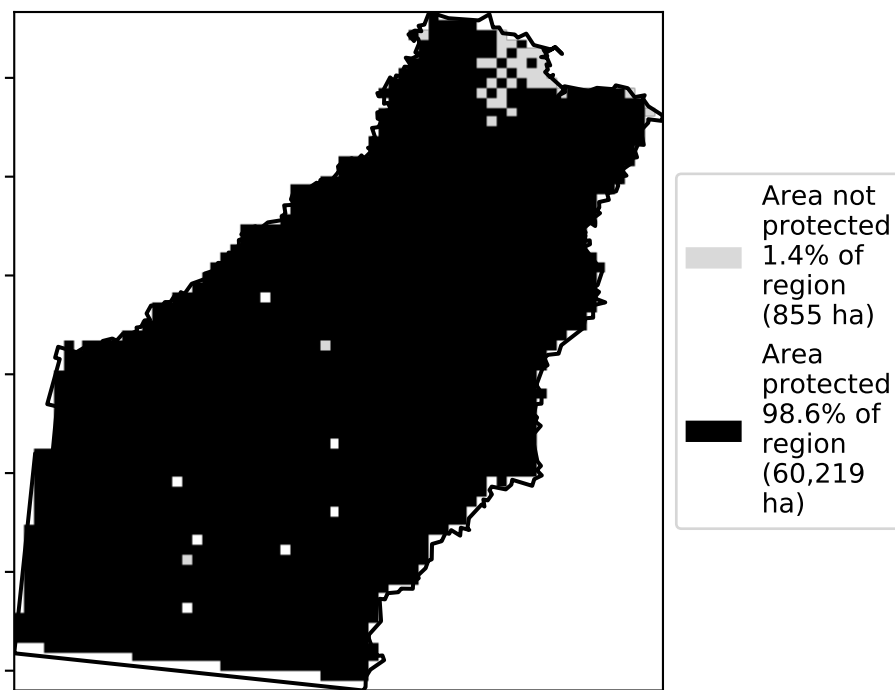 Area not
protected
1.4% of
region
(855 ha)
Area
protected
98.6% of
region
(60,219
ha)